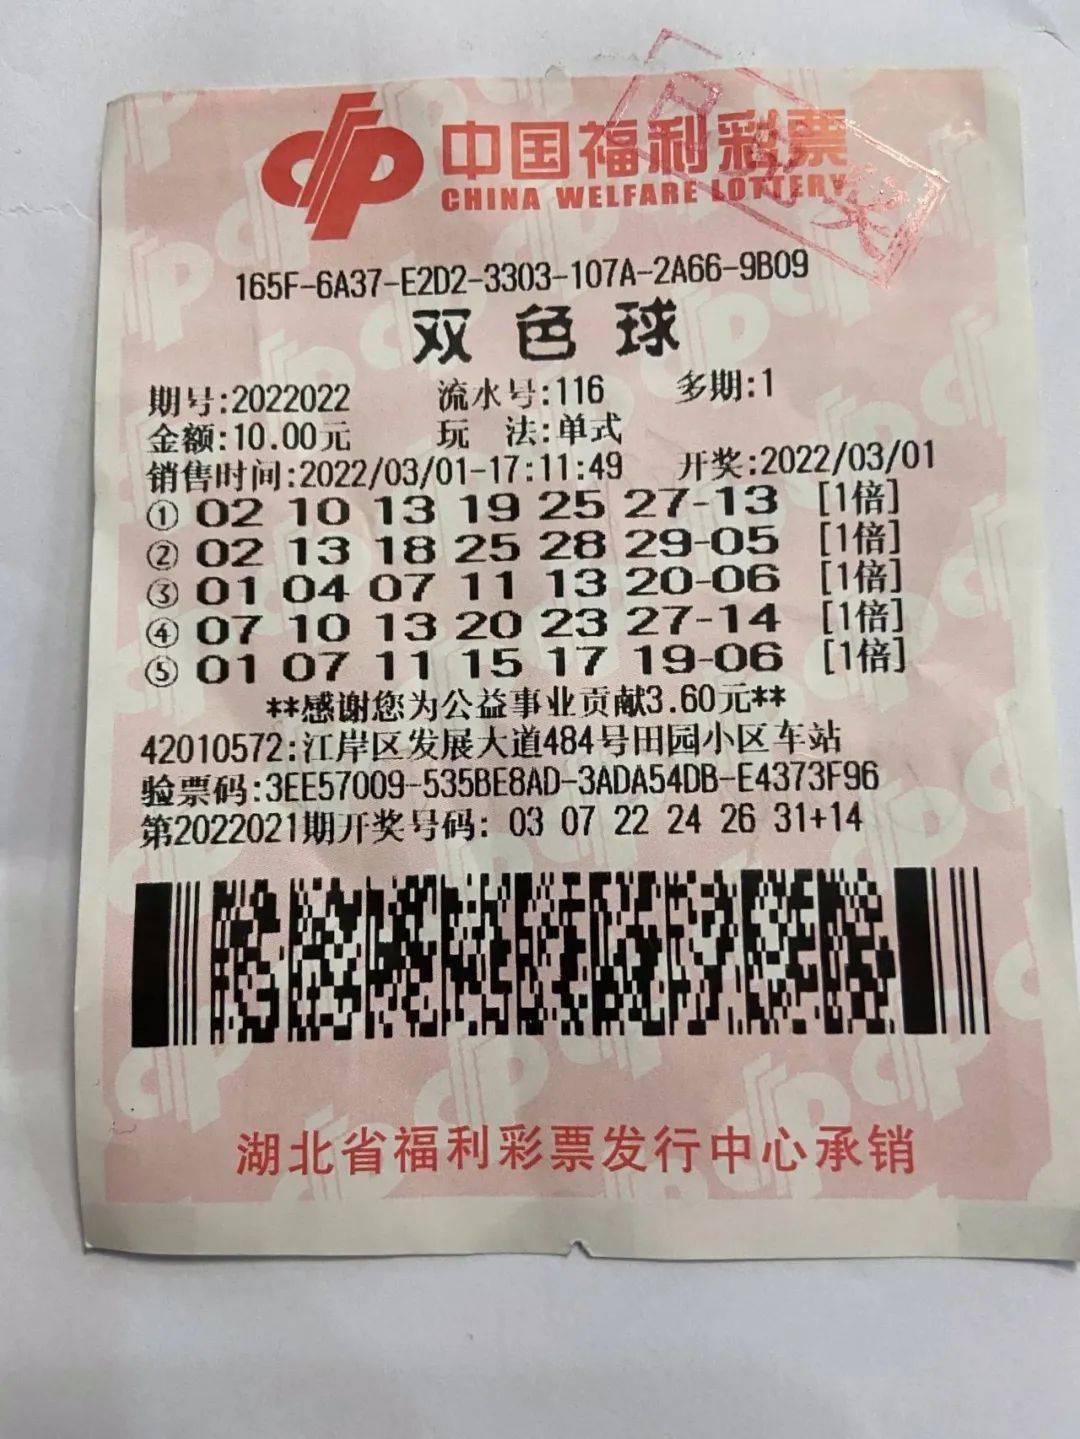 中国福利彩票
CHINA WELFARE LOTTERY
已兑奖
165F-6A37-E2D2-3303-107A-2A66-9B09
双色球
期号:2022022 流水号:116 多期:1
金额:10.00元 玩 法:单式
销售时间:2022/03/01-17:11:49 开奖:2022/03/01
① 02 10 13 19 25 27-13 [1倍]
② 02 13 18 25 28 29-05 [1倍]
③ 01 04 07 11 13 20-06 [1倍]
④ 07 10 13 20 23 27-14 [1倍]
⑤ 01 07 11 15 17 19-06 [1倍]
**感谢您为公益事业贡献3.60元**
42010572:江岸区发展大道484号田园小区车站
验票码:3EE57009-535BE8AD-3ADA54DB-E4373F96
第2022021期开奖号码: 03 07 22 24 26 31+14
湖北省福利彩票发行中心承销